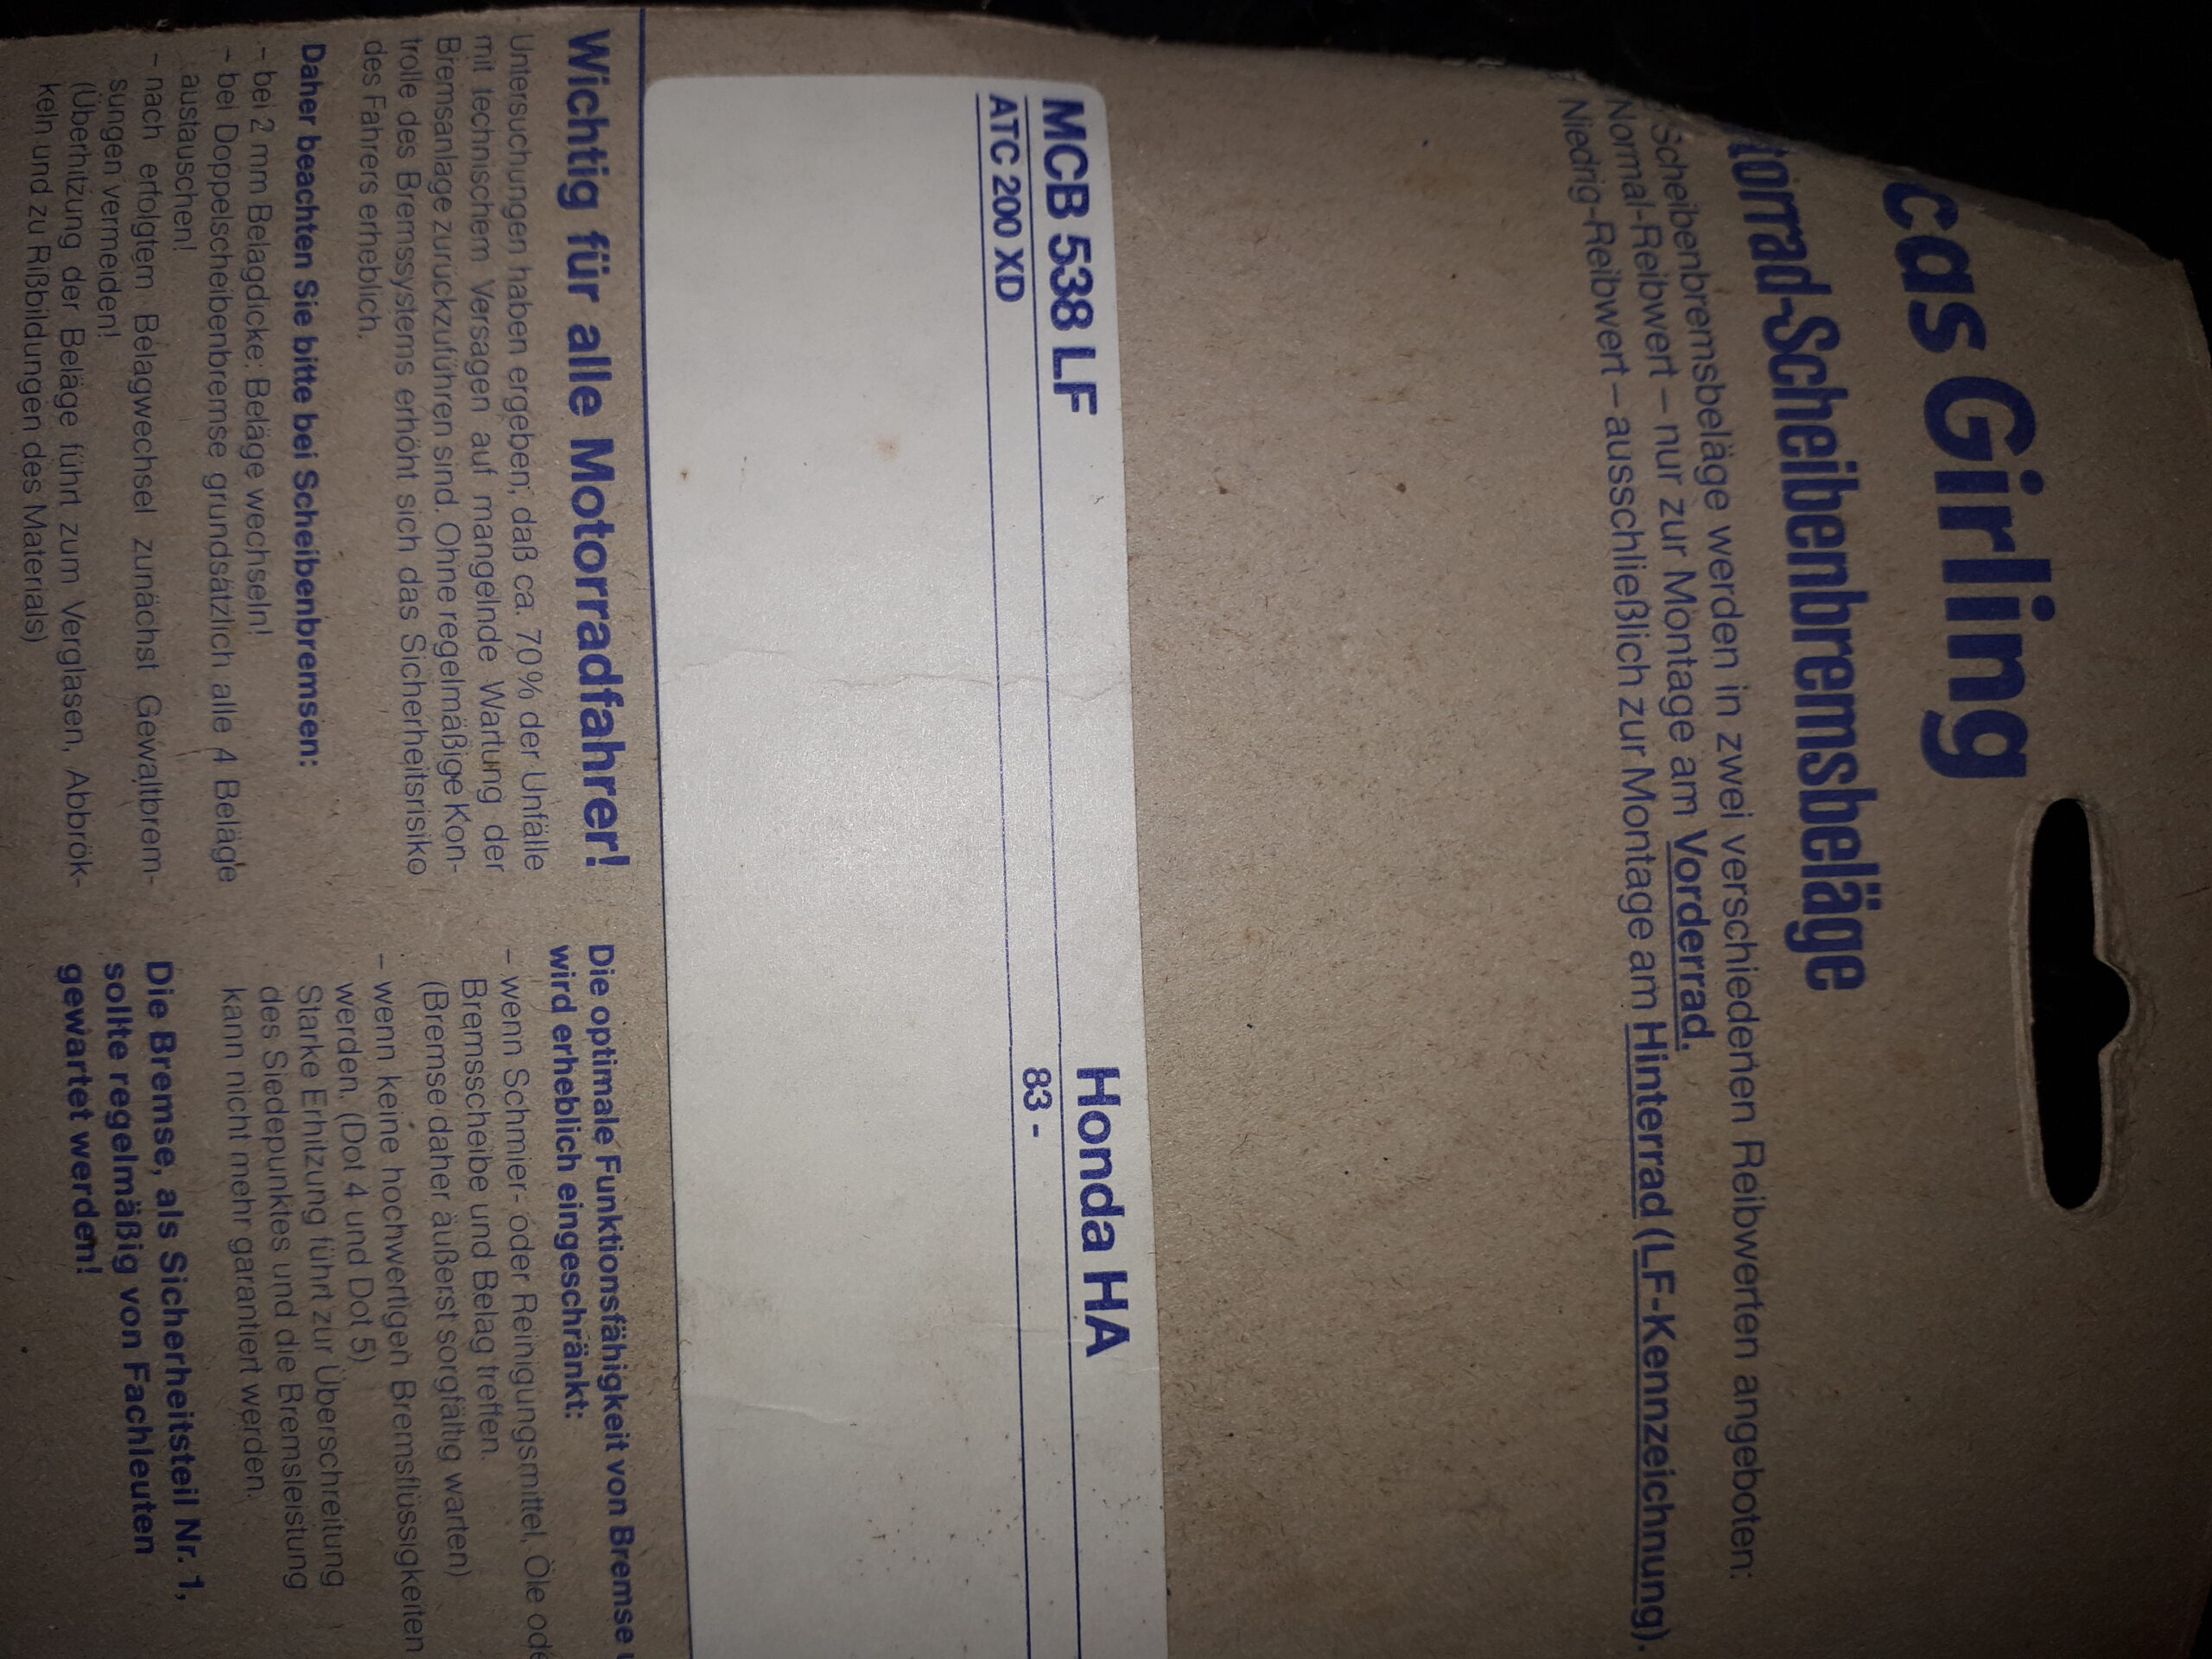 cas Girling
torrad-Scheibenbremsbeläge
Scheibenbremsbeläge werden in zwei verschiedenen Reibwerten angeboten:
Normal-Reibwert – nur zur Montage am Vorderrad.
Niedrig-Reibwert – ausschließlich zur Montage am Hinterrad (LF-Kennzeichnung).
MCB 538 LF Honda HA
ATC 200 XD 83 -
Wichtig für alle Motorradfahrer!
Untersuchungen haben ergeben, daß ca. 70% der Unfälle
mit technischem Versagen auf mangelnde Wartung der
Bremsanlage zurückzuführen sind. Ohne regelmäßige Kon-
trolle des Bremssystems erhöht sich das Sicherheitsrisiko
des Fahrers erheblich.
Daher beachten Sie bitte bei Scheibenbremsen:
– bei 2 mm Belagdicke: Beläge wechseln!
– bei Doppelscheibenbremse grundsätzlich alle 4 Beläge
austauschen!
– nach erfolgtem Belagwechsel zunächst Gewaltbrem-
sungen vermeiden!
(Überhitzung der Beläge führt zum Verglasen, Abbrök-
keln und zu Rißbildungen des Materials)
Die optimale Funktionsfähigkeit von Bremse
wird erheblich eingeschränkt:
– wenn Schmier- oder Reinigungsmittel, Öle
Bremsscheibe und Belag treffen.
(Bremse daher äußerst sorgfältig warten)
– wenn keine hochwertigen Bremsflüssigkeiten
werden. (Dot 4 und Dot 5)
Starke Erhitzung führt zur Überschreitung
des Siedepunktes und die Bremsleistung
kann nicht mehr garantiert werden.
Die Bremse, als Sicherheitsteil Nr. 1,
sollte regelmäßig von Fachleuten
gewartet werden!